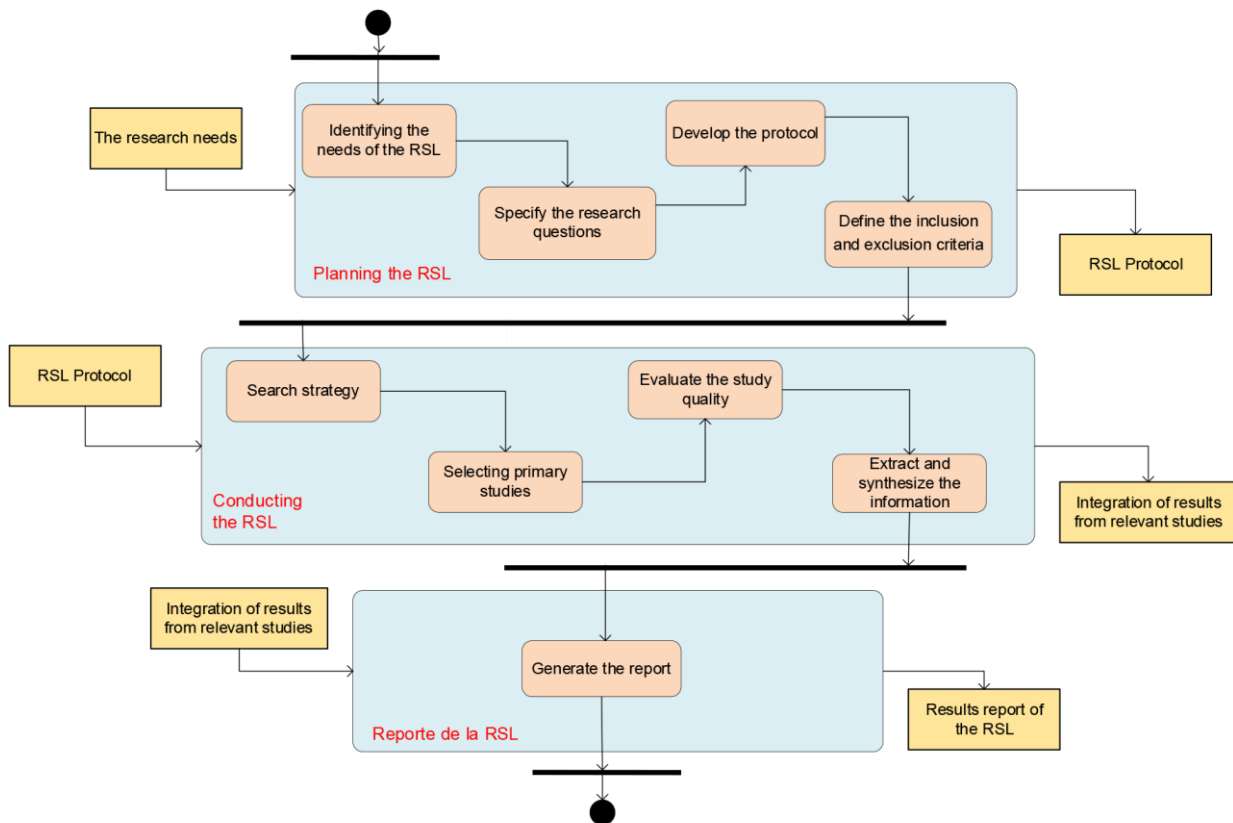 The research needs
Identifying the
needs of the RSL
Develop the protocol
Specify the research
questions
Define the inclusion
and exclusion criteria
Planning the RSL
RSL Protocol
RSL Protocol
Search strategy
Evaluate the study
quality
Selecting primary
studies
Extract and
synthesize the
information
Conducting
the RSL
Integration of results
from relevant studies
Integration of results
from relevant studies
Generate the report
Reporte de la RSL
Results report of
the RSL